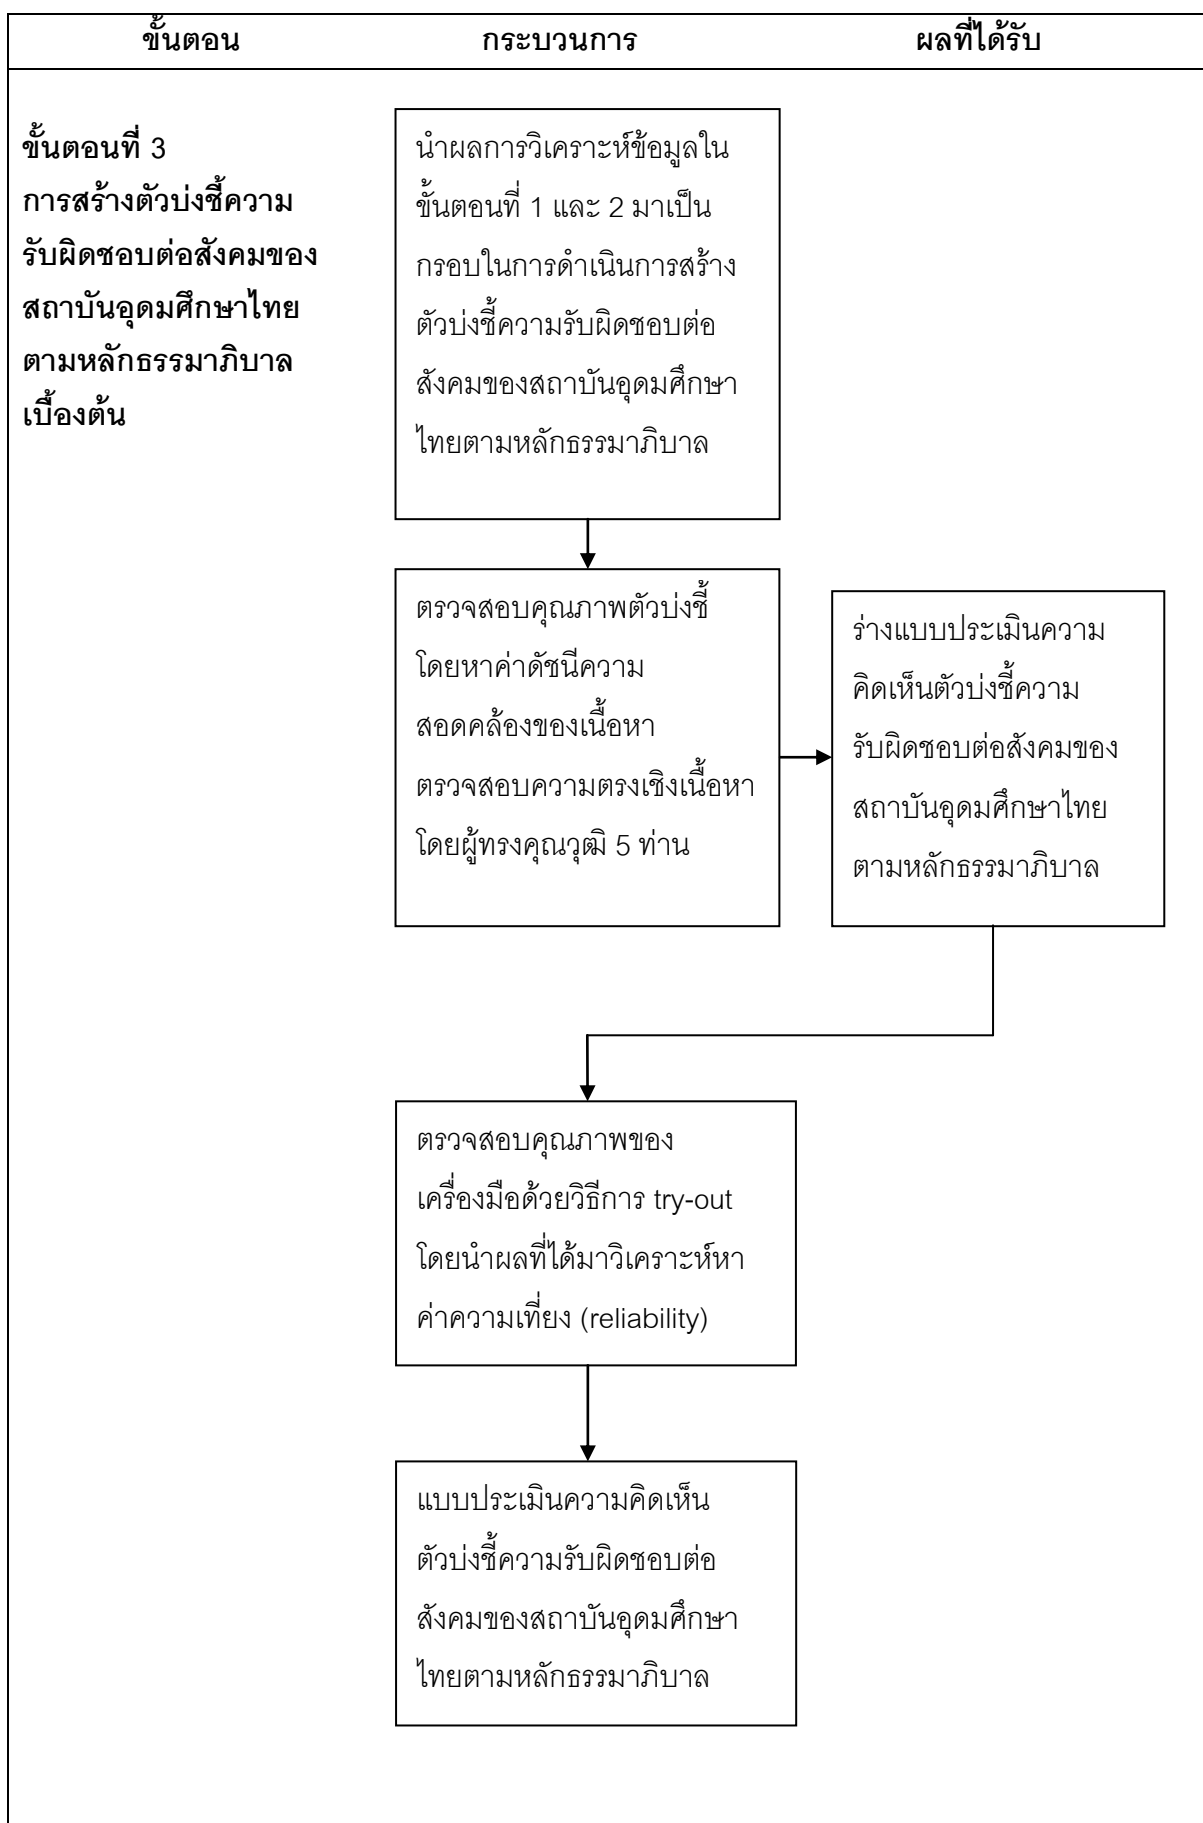 ขั้นตอน กระบวนการ ผลที่ได้รับ
ขั้นตอนที่ 3
การสร้างตัวบ่งชี้ความ
รับผิดชอบต่อสังคมของ
สถาบันอุดมศึกษาไทย
ตามหลักธรรมาภิบาล
เบื้องต้น
นำผลการวิเคราะห์ข้อมูลใน
ขั้นตอนที่ 1 และ 2 มาเป็น
กรอบในการดำเนินการสร้าง
ตัวบ่งชี้ความรับผิดชอบต่อ
สังคมของสถาบันอุดมศึกษา
ไทยตามหลักธรรมาภิบาล
ตรวจสอบคุณภาพตัวบ่งชี้
โดยหาค่าดัชนีความ
สอดคล้องของเนื้อหา
ตรวจสอบความตรงเชิงเนื้อหา
โดยผู้ทรงคุณวุฒิ 5 ท่าน
ร่างแบบประเมินความ
คิดเห็นตัวบ่งชี้ความ
รับผิดชอบต่อสังคมของ
สถาบันอุดมศึกษาไทย
ตามหลักธรรมาภิบาล
ตรวจสอบคุณภาพของ
เครื่องมือด้วยวิธีการ try-out
โดยนำผลที่ได้มาวิเคราะห์หา
ค่าความเที่ยง (reliability)
แบบประเมินความคิดเห็น
ตัวบ่งชี้ความรับผิดชอบต่อ
สังคมของสถาบันอุดมศึกษา
ไทยตามหลักธรรมาภิบาล